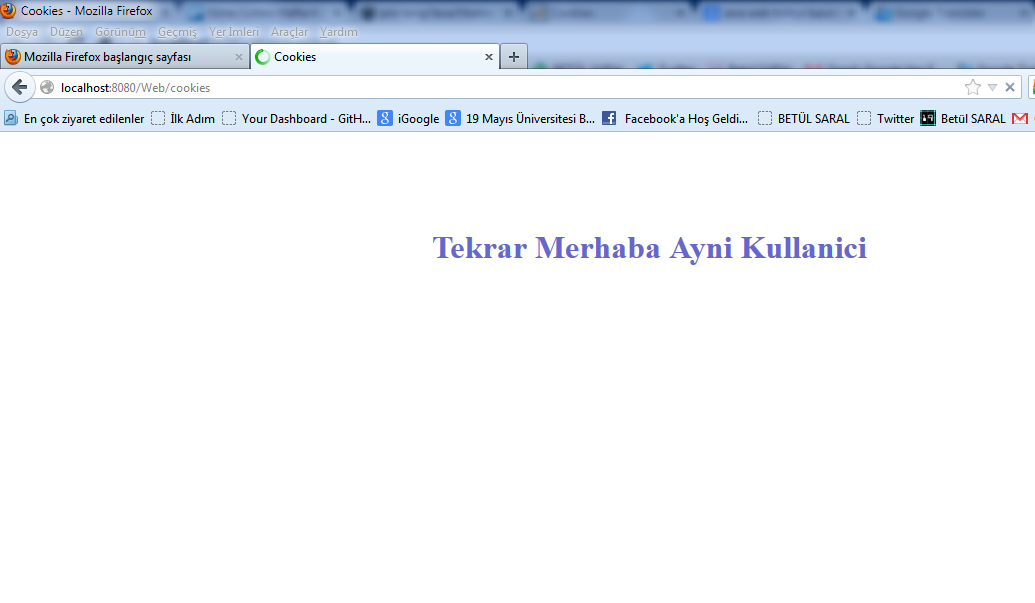 Cookies - Mozilla Firefox
Dosya Düzen Görünüm Geçmiş Yer İmleri Araçlar Yardım
Mozilla Firefox başlangıç sayfası
Cookies
localhost:8080/Web/cookies
En çok ziyaret edilenler İlk Adım Your Dashboard - GitH... iGoogle 19 Mayıs Üniversitesi B... Facebook'a Hoş Geldi... BETÜL SARAL Twitter Betül SARAL
Tekrar Merhaba Ayni Kullanici